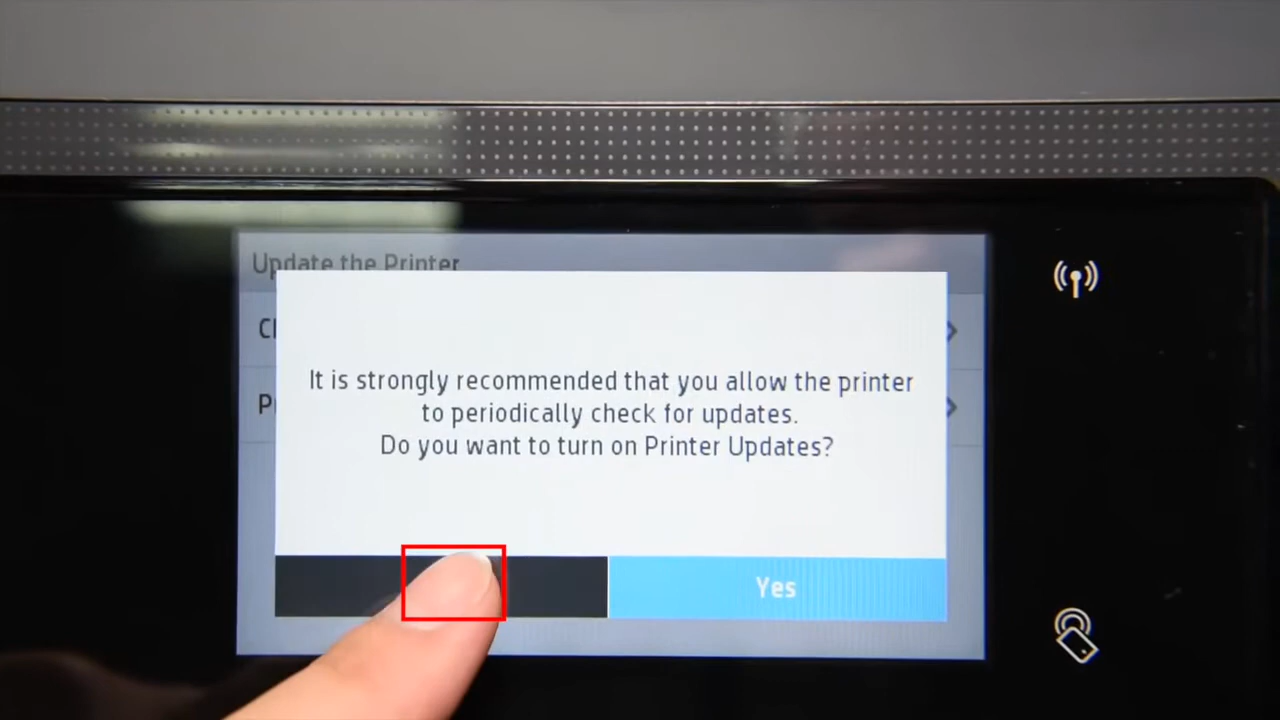 Update the Printer
It is strongly recommended that you allow the printer
to periodically check for updates.
Do you want to turn on Printer Updates?
Yes